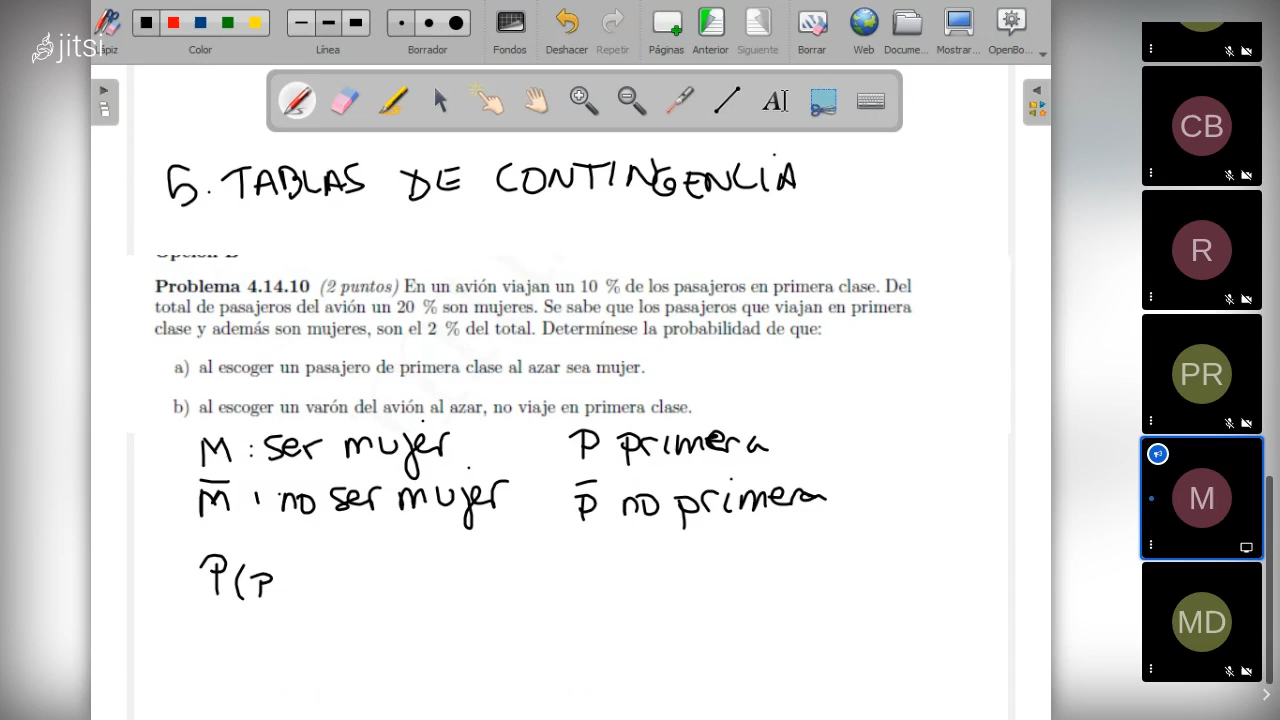 Lápiz
Color
Línea
Borrador
Fondos
Deshacer
Repetir
Páginas
Anterior
Siguiente
Borrar
Web
Docume...
Mostrar...
OpenBo...
jitsi
5. TABLAS DE CONTINGENCIA
Problema 4.14.10 (2 puntos) En un avión viajan un 10 % de los pasajeros en primera clase. Del
total de pasajeros del avión un 20 % son mujeres. Se sabe que los pasajeros que viajan en primera
clase y además son mujeres, son el 2 % del total. Determínese la probabilidad de que:
a) al escoger un pasajero de primera clase al azar sea mujer.
b) al escoger un varón del avión al azar, no viaje en primera clase.
M : ser mujer P primera
M̅ : no ser mujer P̅ no primera
P(P
CB
R
PR
M
MD